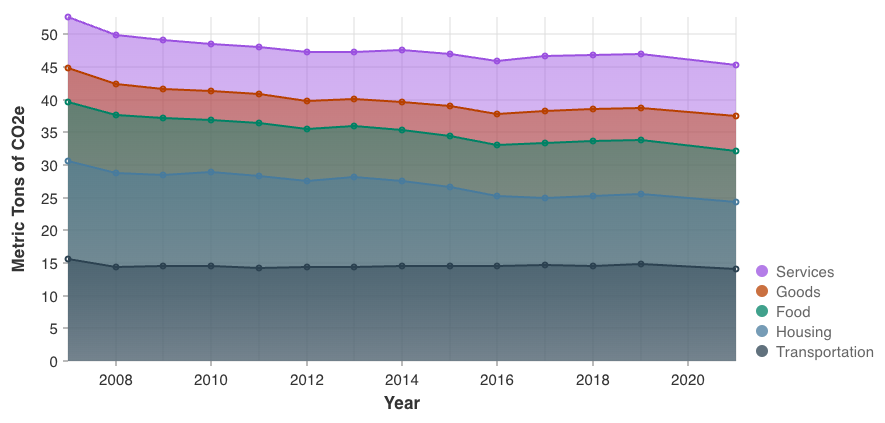 Metric Tons of CO2e
50
45
40
35
30
25
20
15
10
5
0
2008 2010 2012 2014 2016 2018 2020
Year
Services
Goods
Food
Housing
Transportation